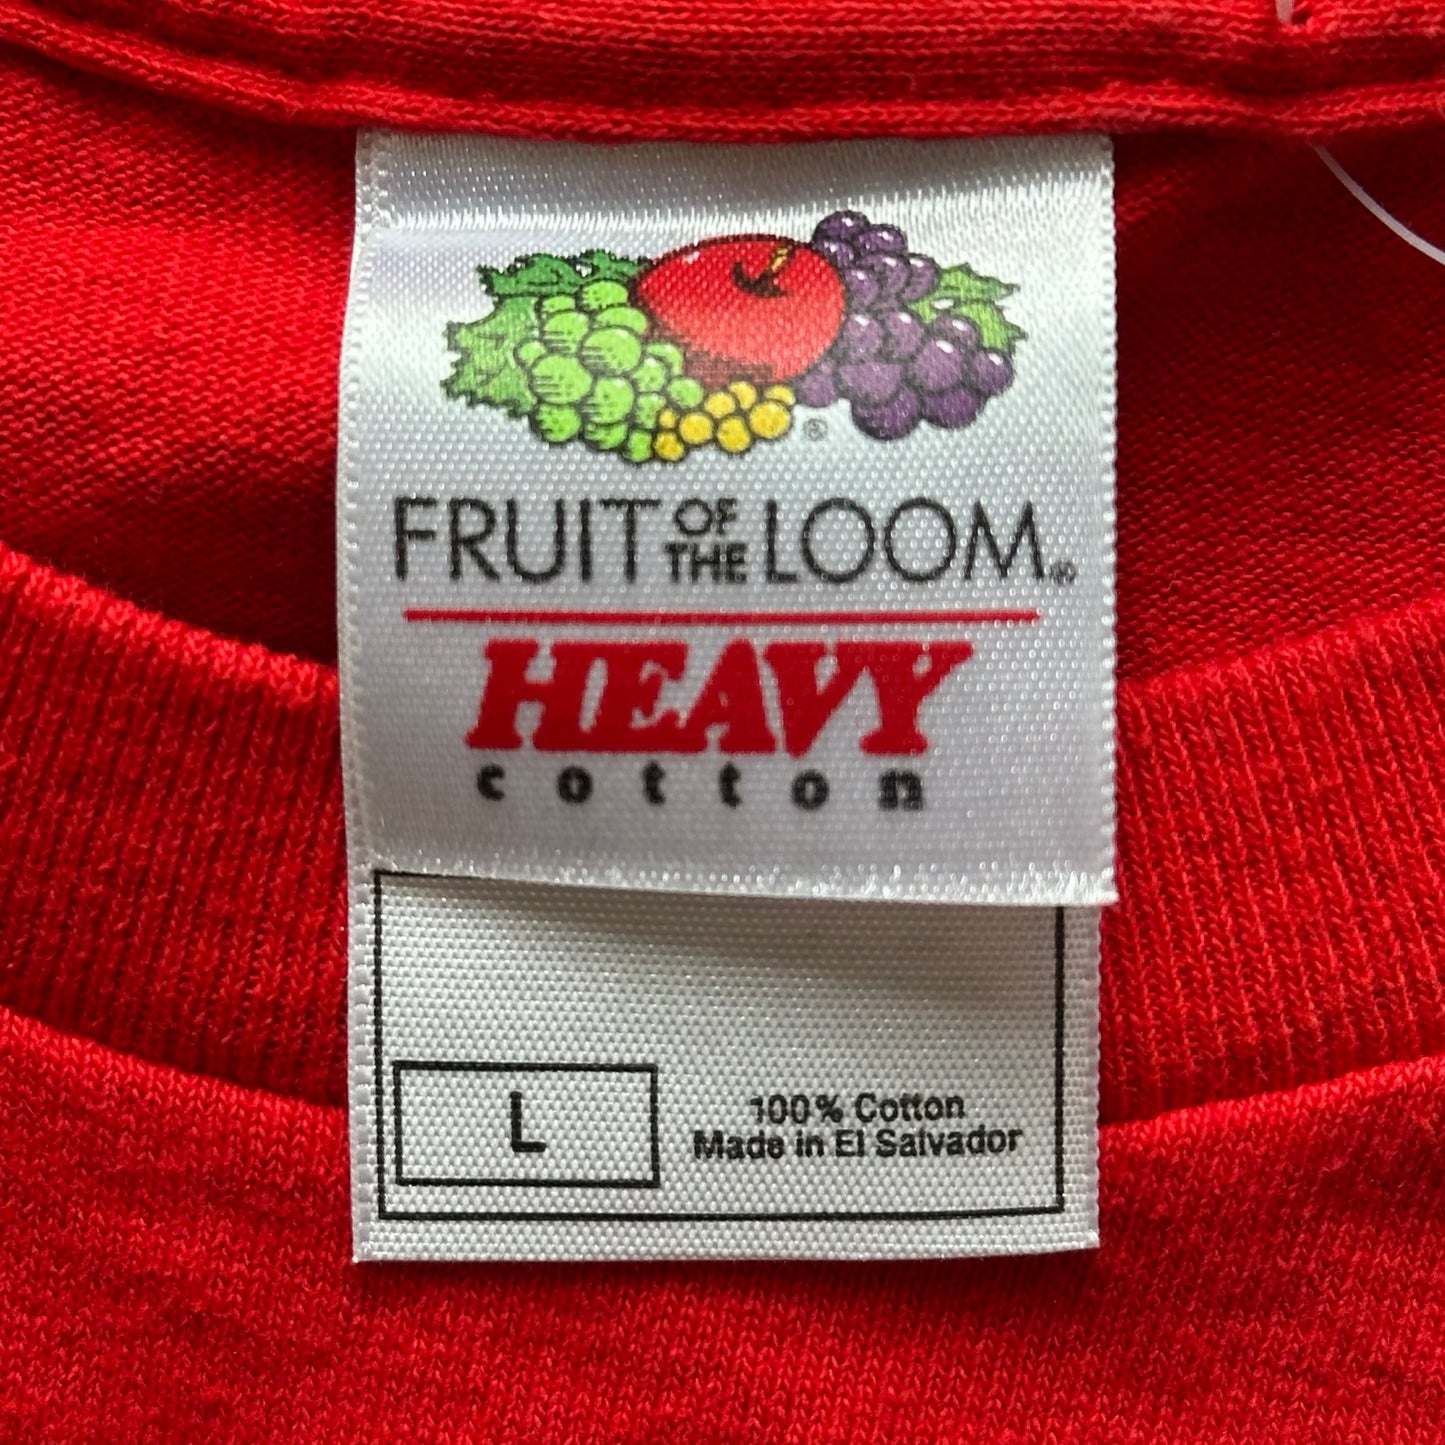 ®
FRUIT OF THE LOOM®
HEAVY
cotton
L
100% Cotton
Made in El Salvador